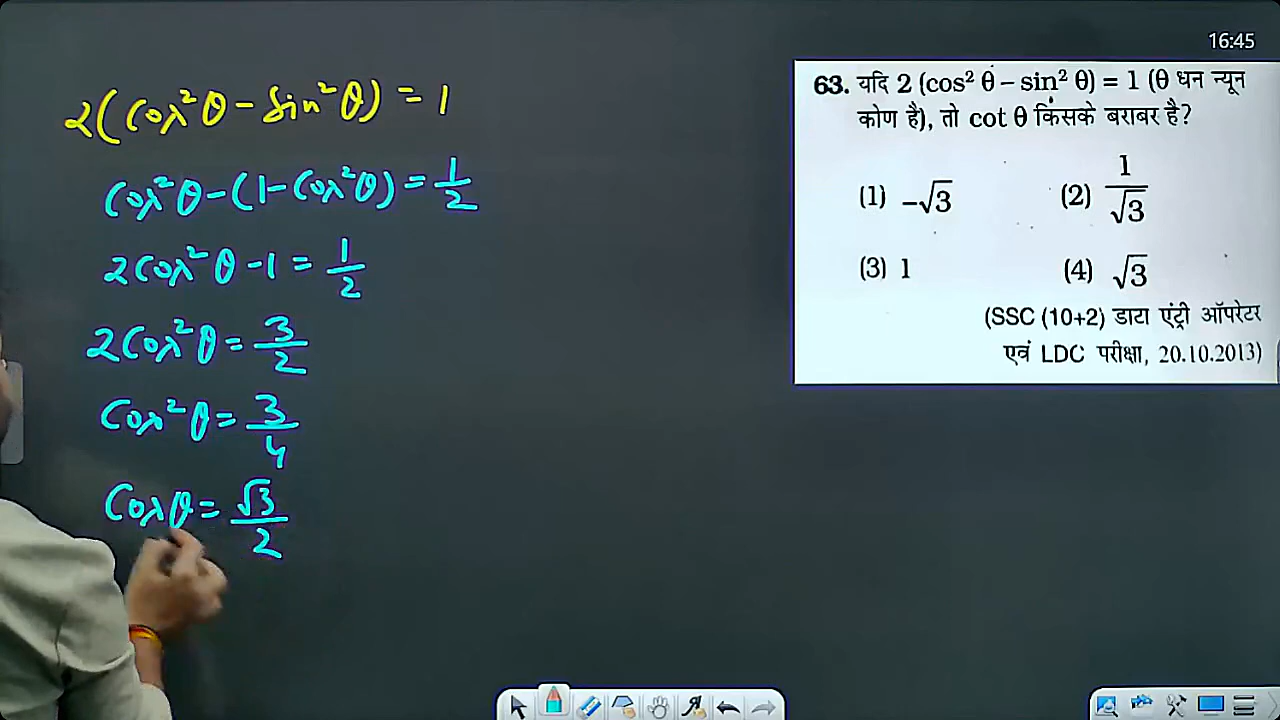 16:45
2(cos²θ - sin²θ) = 1
cos²θ - (1 - cos²θ) = 1/2
2cos²θ - 1 = 1/2
2cos²θ = 3/2
cos²θ = 3/4
cosθ = √3/2
63. यदि 2 (cos² θ – sin² θ) = 1 (θ धन न्यून
कोण है), तो cot θ किसके बराबर है?
(1) –√3 (2) 1/√3
(3) 1 (4) √3
(SSC (10+2) डाटा एंट्री ऑपरेटर
एवं LDC परीक्षा, 20.10.2013)